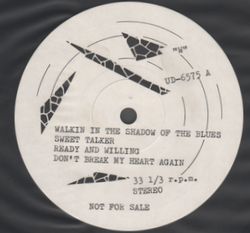 "W"
UD-6575 A
WALKIN IN THE SHADOW OF THE BLUES
SWEET TALKER
READY AND WILLING
DON'T BREAK MY HEART AGAIN
33 1/3 r.p.m.
STEREO
NOT FOR SALE